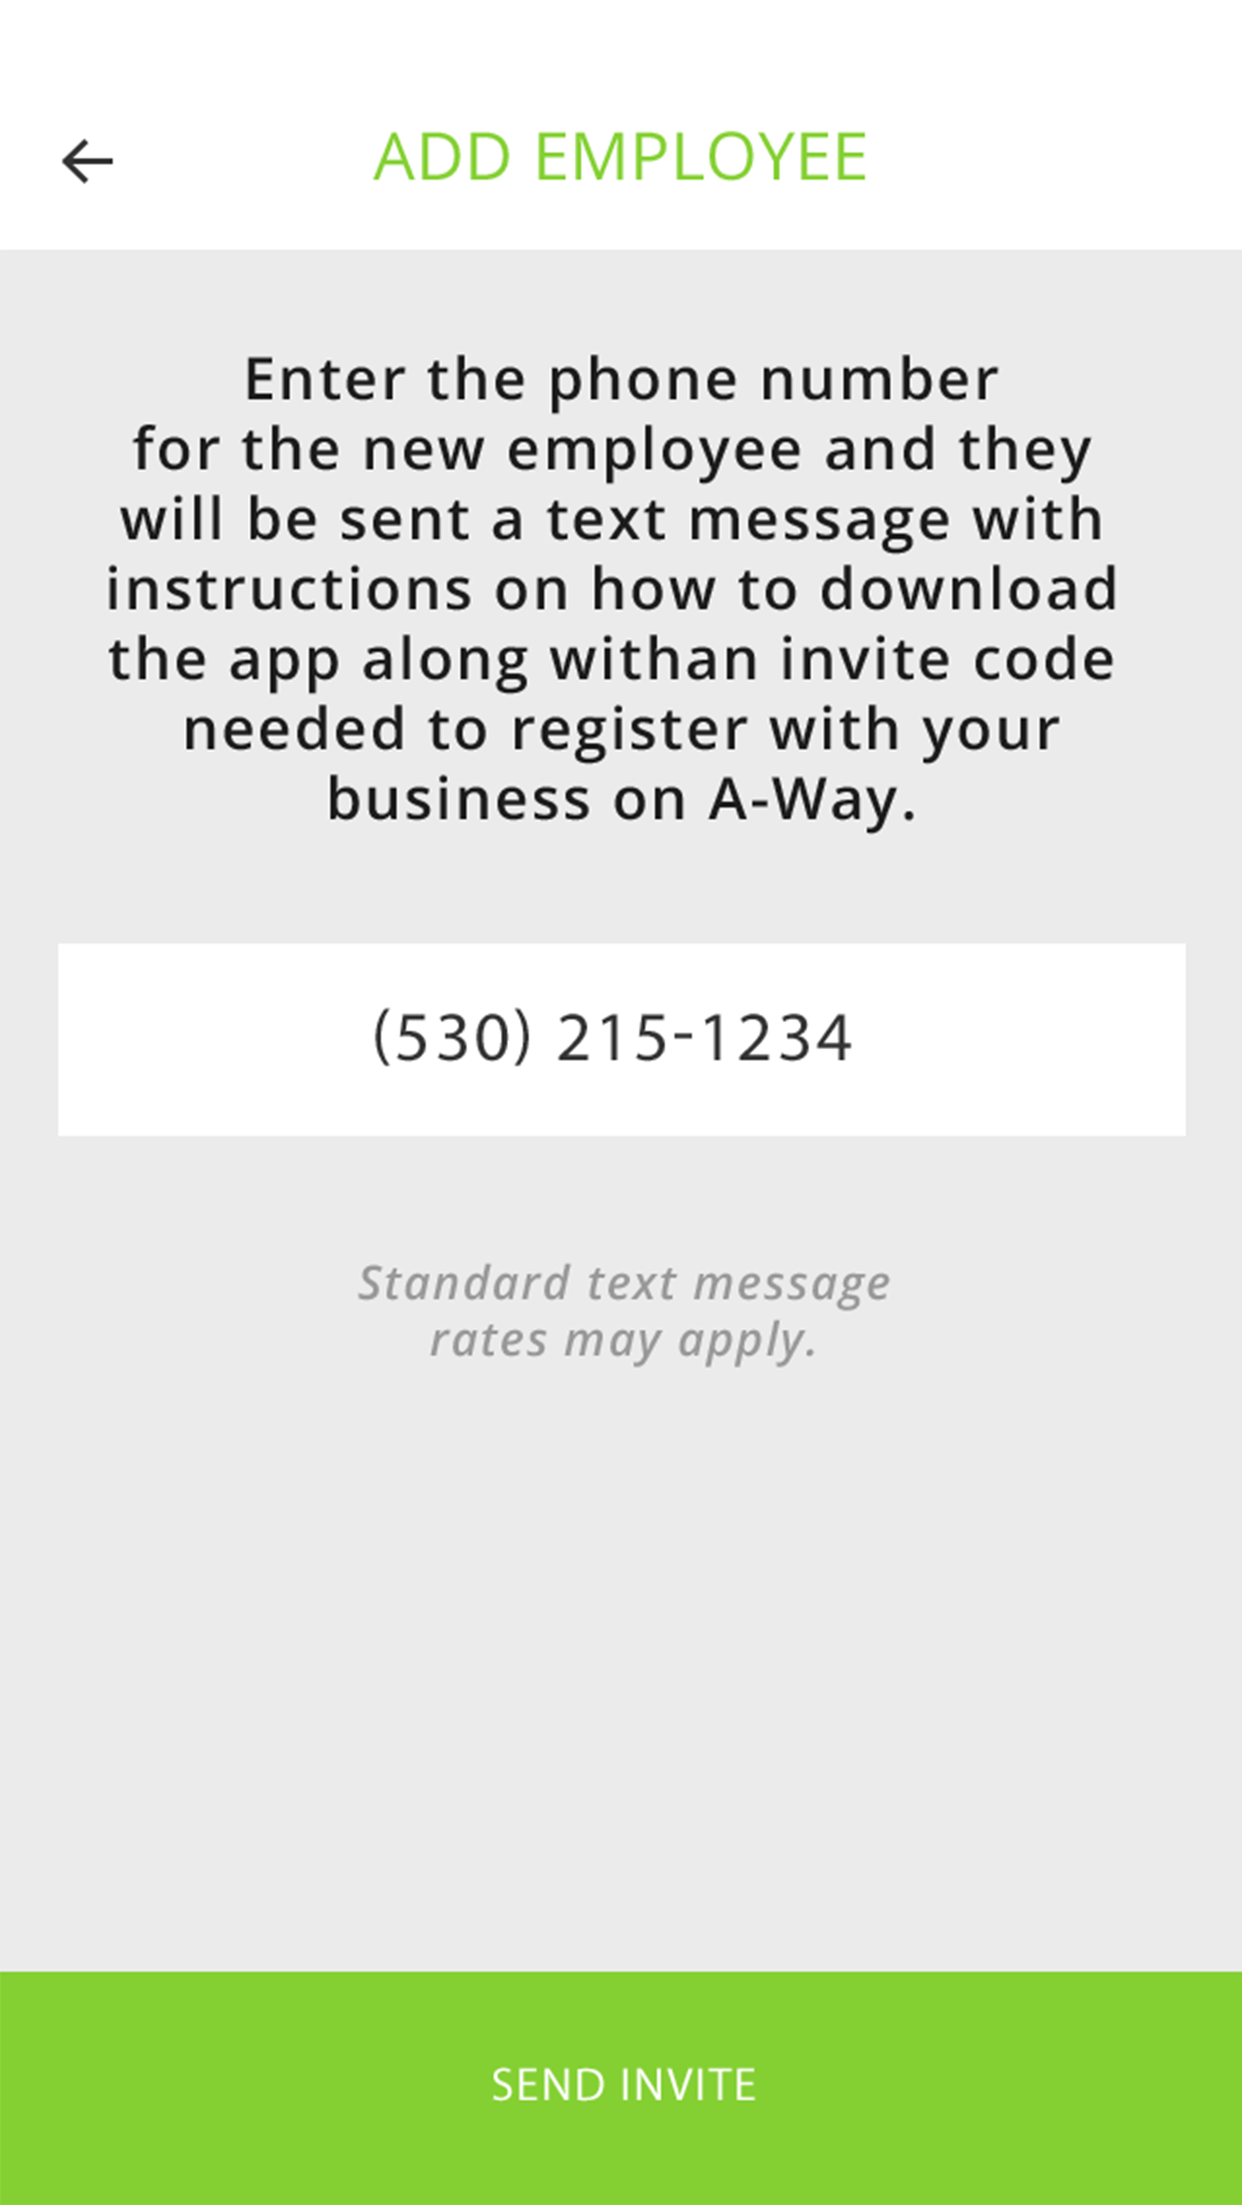 ADD EMPLOYEE
Enter the phone number
for the new employee and they
will be sent a text message with
instructions on how to download
the app along withan invite code
needed to register with your
business on A-Way.
(530) 215-1234
Standard text message
rates may apply.
SEND INVITE